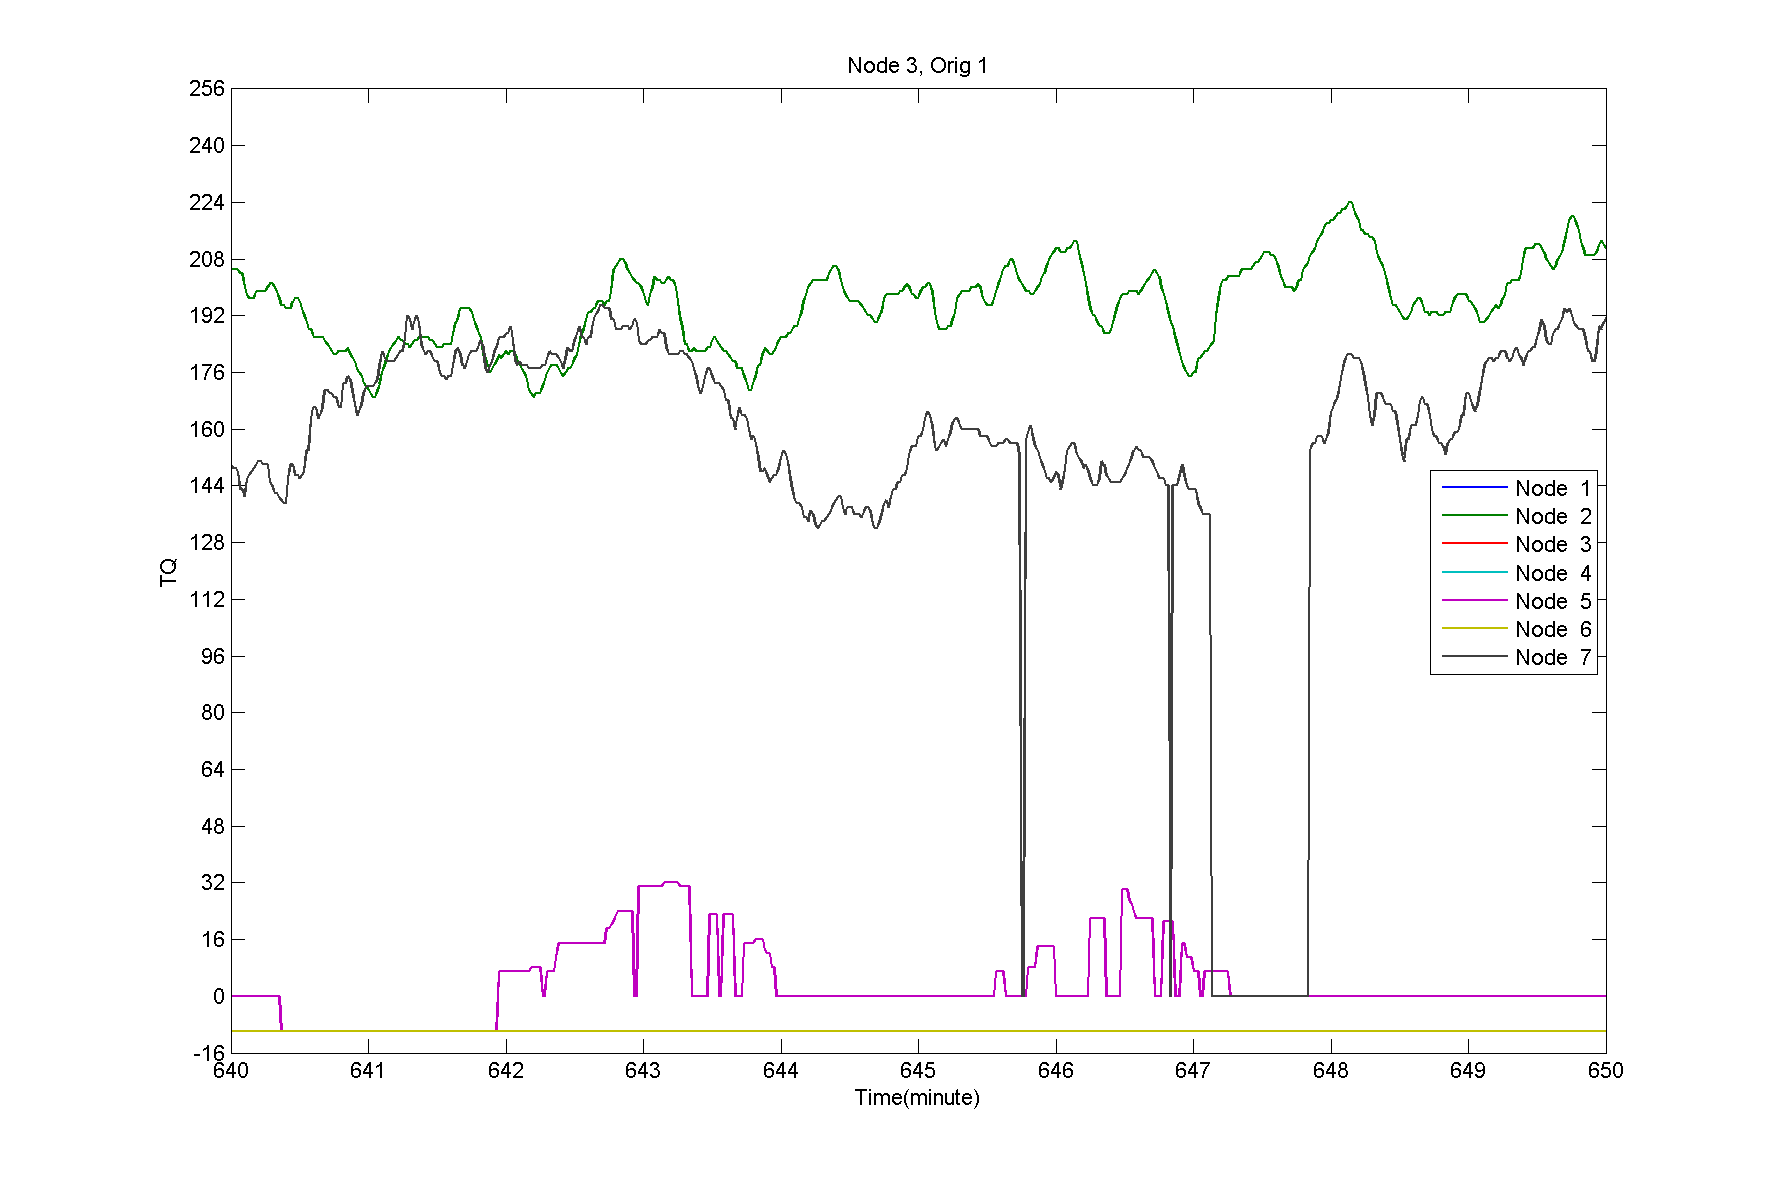 Node 3, Orig 1
256
240
224
208
192
176
160
144
128
112
96
80
64
48
32
16
0
-16
TQ
Node 1
Node 2
Node 3
Node 4
Node 5
Node 6
Node 7
640 641 642 643 644 645 646 647 648 649 650
Time(minute)